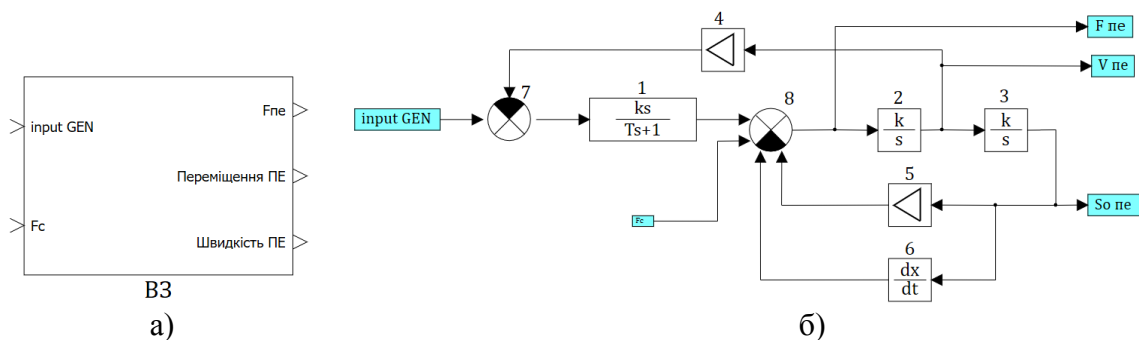 input GEN
Fc
Fпе
Переміщення ПЕ
Швидкість ПЕ
ВЗ
а)
4
F пе
V пе
7
1
8
2
3
input GEN
ks
Ts+1
k
s
k
s
5
Fc
So пе
6
dx
dt
б)